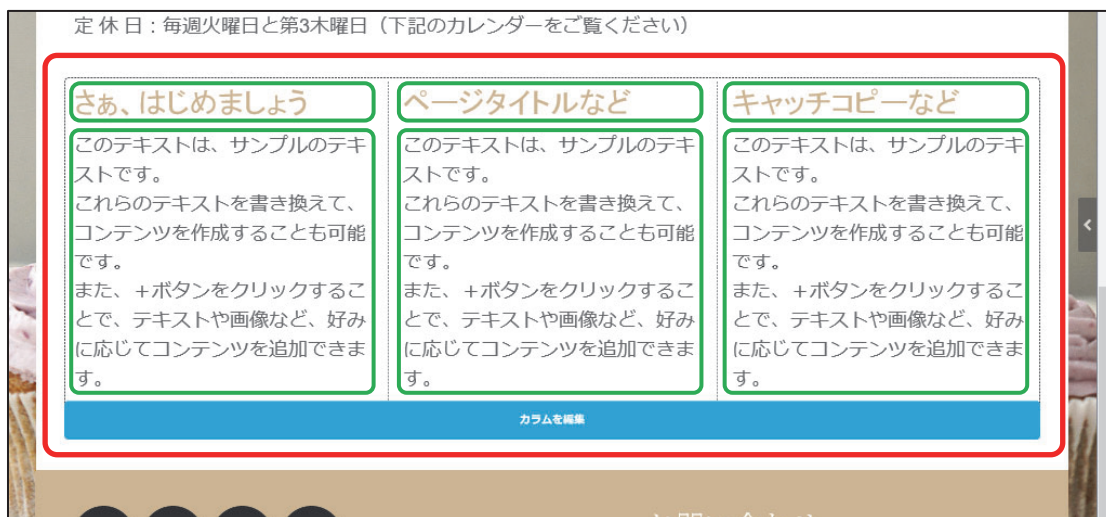 定 休 日：毎週火曜日と第3木曜日（下記のカレンダーをご覧ください）
さぁ、はじめましょう
このテキストは、サンプルのテキ
ストです。
これらのテキストを書き換えて、
コンテンツを作成することも可能
です。
また、+ボタンをクリックするこ
とで、テキストや画像など、好み
に応じてコンテンツを追加できま
す。
ページタイトルなど
このテキストは、サンプルのテキ
ストです。
これらのテキストを書き換えて、
コンテンツを作成することも可能
です。
また、+ボタンをクリックするこ
とで、テキストや画像など、好み
に応じてコンテンツを追加できま
す。
キャッチコピーなど
このテキストは、サンプルのテキ
ストです。
これらのテキストを書き換えて、
コンテンツを作成することも可能
です。
また、+ボタンをクリックするこ
とで、テキストや画像など、好み
に応じてコンテンツを追加できま
す。
カラムを編集